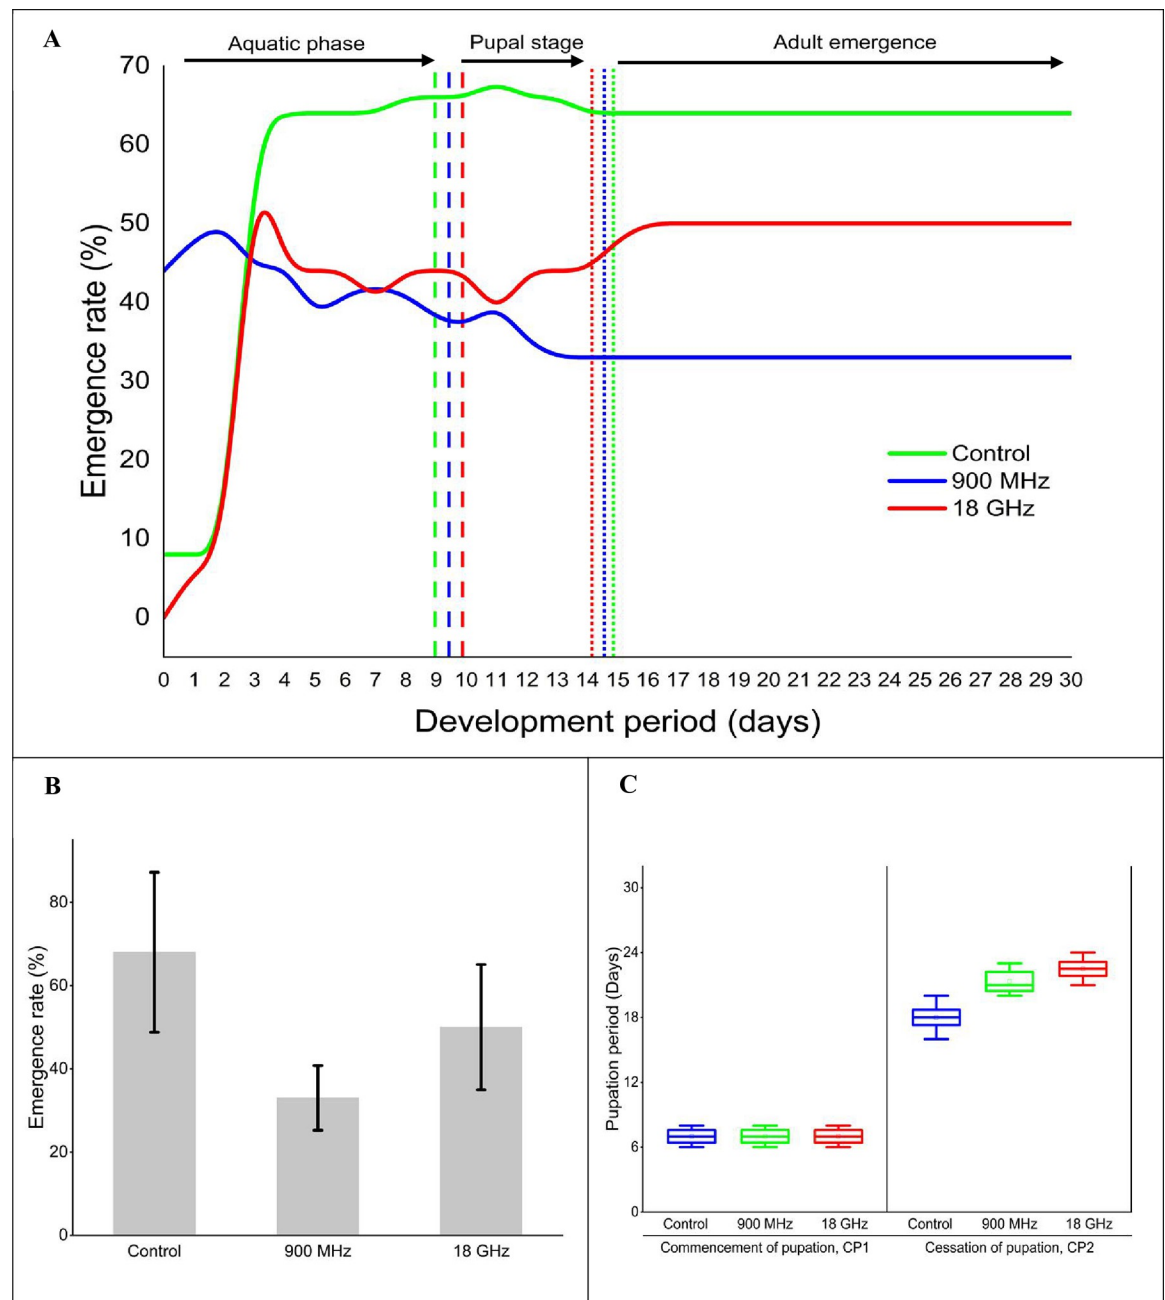 A
Aquatic phase
Pupal stage
Adult emergence
70
60
50
40
30
20
10
0
Emergence rate (%)
Control
900 MHz
18 GHz
0 1 2 3 4 5 6 7 8 9 10 11 12 13 14 15 16 17 18 19 20 21 22 23 24 25 26 27 28 29 30
Development period (days)
B
80
60
40
20
0
Emergence rate (%)
Control 900 MHz 18 GHz
C
30
24
18
12
6
0
Pupation period (Days)
Control 900 MHz 18 GHz Control 900 MHz 18 GHz
Commencement of pupation, CP1 Cessation of pupation, CP2